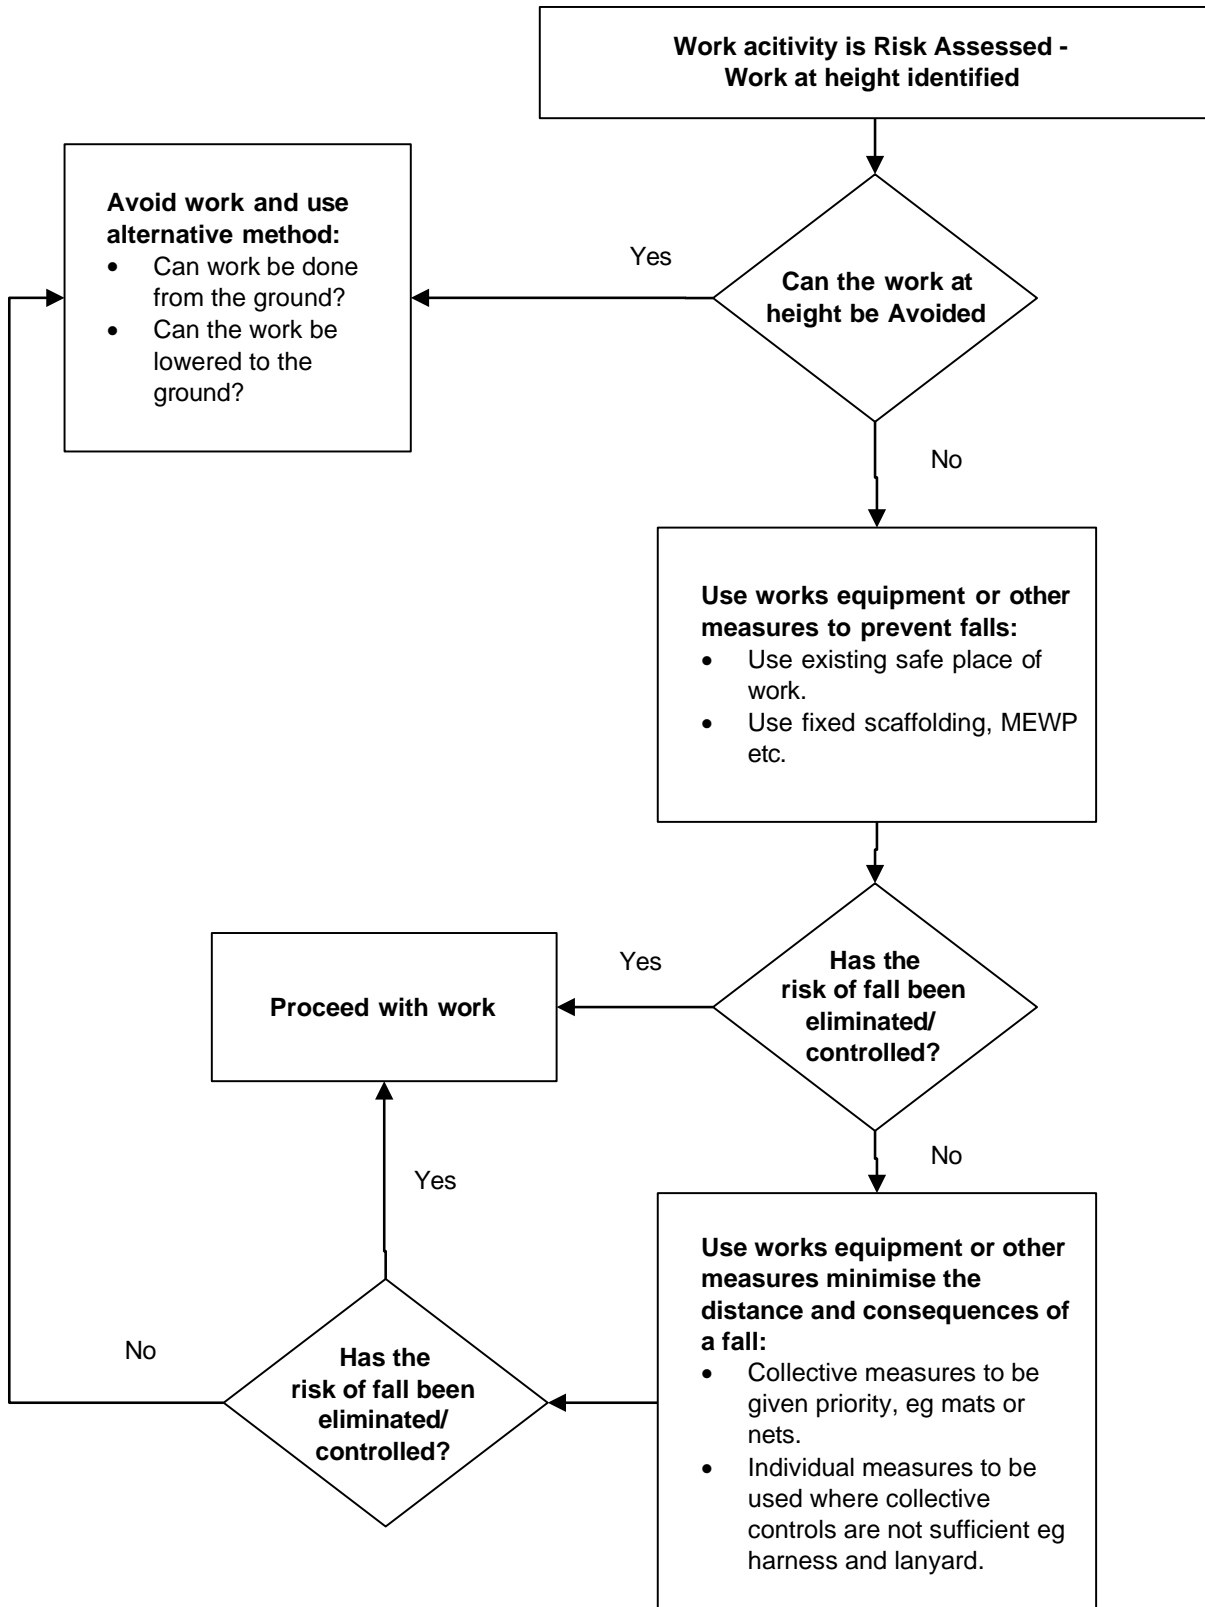 Work acitivity is Risk Assessed -
Work at height identified
Avoid work and use
alternative method:
• Can work be done
from the ground?
• Can the work be
lowered to the
ground?
Yes
Can the work at
height be Avoided
No
Use works equipment or other
measures to prevent falls:
• Use existing safe place of
work.
• Use fixed scaffolding, MEWP
etc.
Proceed with work
Yes
Has the
risk of fall been
eliminated/
controlled?
No
Yes
Use works equipment or other
measures minimise the
distance and consequences of
a fall:
• Collective measures to be
given priority, eg mats or
nets.
• Individual measures to be
used where collective
controls are not sufficient eg
harness and lanyard.
No
Has the
risk of fall been
eliminated/
controlled?